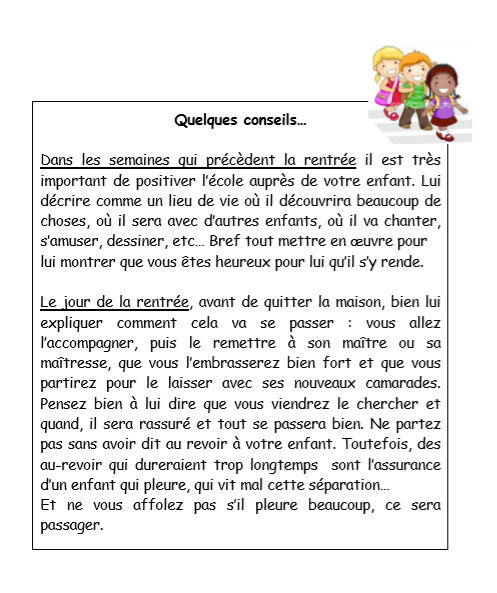 Quelques conseils…
Dans les semaines qui précèdent la rentrée il est très
important de positiver l’école auprès de votre enfant. Lui
décrire comme un lieu de vie où il découvrira beaucoup de
choses, où il sera avec d’autres enfants, où il va chanter,
s’amuser, dessiner, etc… Bref tout mettre en œuvre pour
lui montrer que vous êtes heureux pour lui qu’il s’y rende.
Le jour de la rentrée, avant de quitter la maison, bien lui
expliquer comment cela va se passer : vous allez
l’accompagner, puis le remettre à son maître ou sa
maîtresse, que vous l’embrasserez bien fort et que vous
partirez pour le laisser avec ses nouveaux camarades.
Pensez bien à lui dire que vous viendrez le chercher et
quand, il sera rassuré et tout se passera bien. Ne partez
pas sans avoir dit au revoir à votre enfant. Toutefois, des
au-revoir qui dureraient trop longtemps sont l’assurance
d’un enfant qui pleure, qui vit mal cette séparation…
Et ne vous affolez pas s’il pleure beaucoup, ce sera
passager.